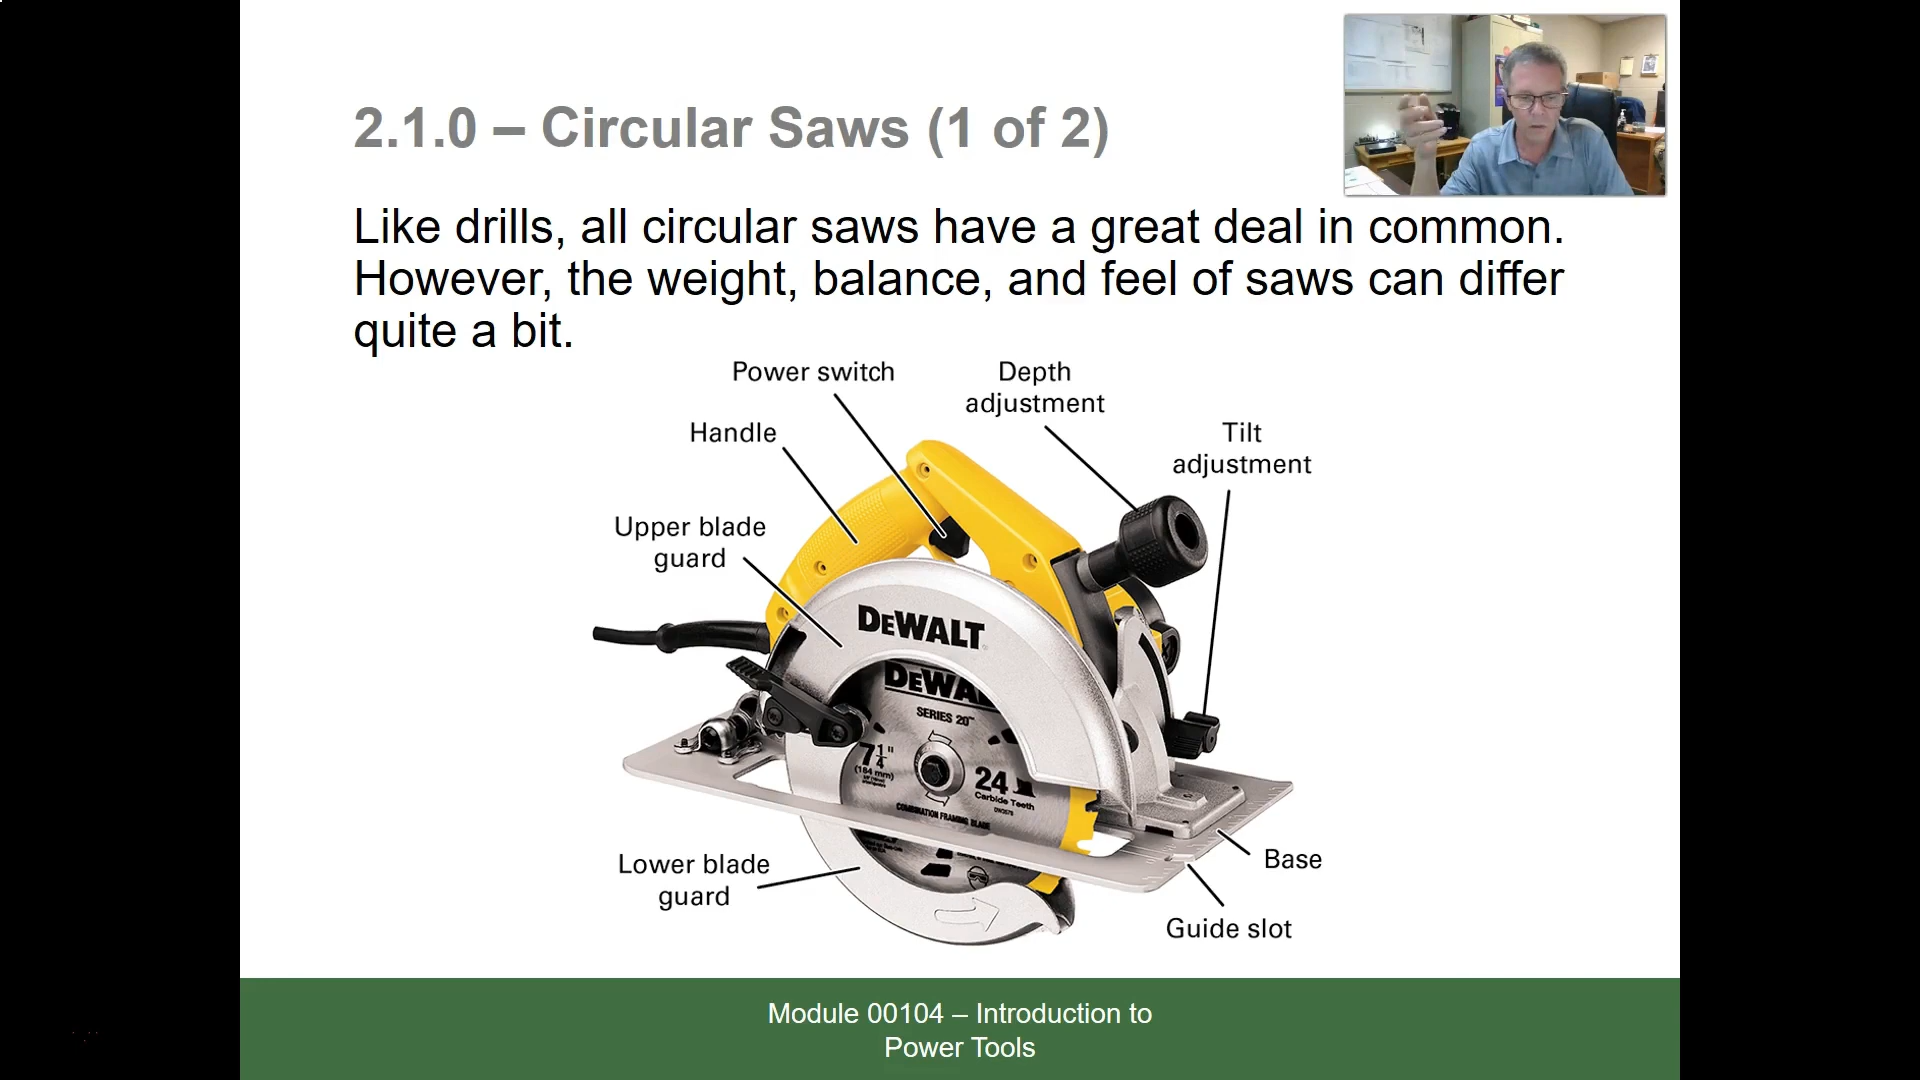 2.1.0 – Circular Saws (1 of 2)
Like drills, all circular saws have a great deal in common.
However, the weight, balance, and feel of saws can differ
quite a bit.
Power switch
Depth
adjustment
Handle
Tilt
adjustment
Upper blade
guard
DEWALT
DEWA
SERIES 20™
7 1/4"
(184 mm)
24
Carbide Teeth
COMBINATION FRAMING BLADE
Lower blade
guard
Base
Guide slot
Module 00104 – Introduction to
Power Tools